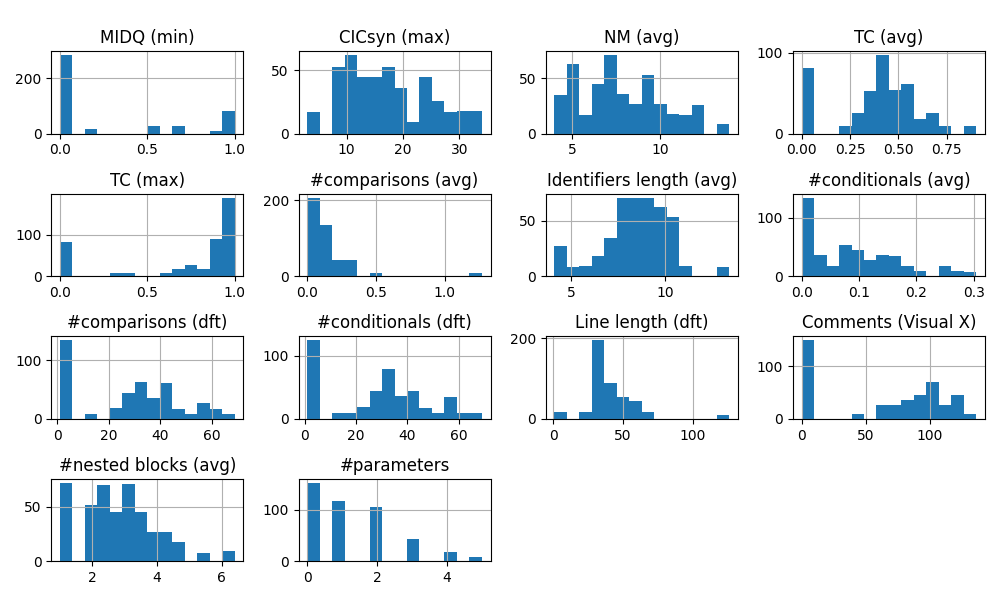 MIDQ (min) CICsyn (max) NM (avg) TC (avg)
200 0 50 0 50 0 100 0
0.0 0.5 1.0 10 20 30 5 10 0.00 0.25 0.50 0.75
TC (max) #comparisons (avg) Identifiers length (avg) #conditionals (avg)
100 0 200 0 50 0 100 0
0.0 0.5 1.0 0.0 0.5 1.0 5 10 0.0 0.1 0.2 0.3
#comparisons (dft) #conditionals (dft) Line length (dft) Comments (Visual X)
100 0 100 0 200 0 100 0
0 20 40 60 0 20 40 60 0 50 100 0 50 100
#nested blocks (avg) #parameters
50 0 100 0
2 4 6 0 2 4